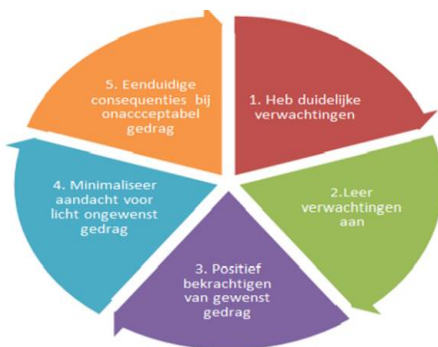 1. Heb duidelijke
verwachtingen
2.Leer
verwachtingen
aan
3. Positief
bekrachtigen
van gewenst
gedrag
4. Minimaliseer
aandacht voor
licht ongewenst
gedrag
5. Eenduidige
consequenties bij
onaccceptabel
gedrag